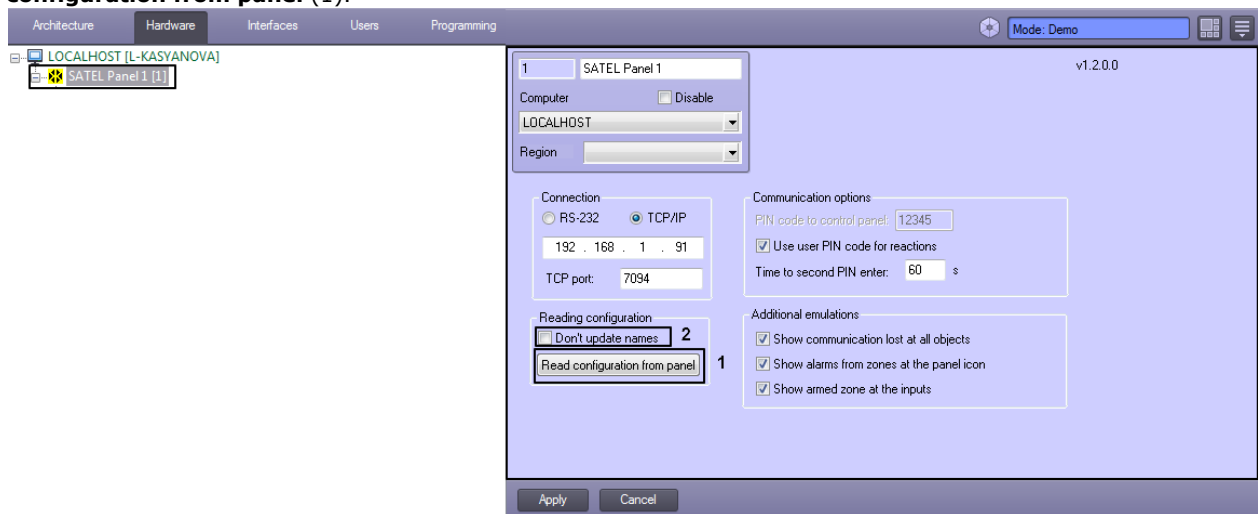 configuration from panel (1).
Architecture Hardware Interfaces Users Programming Mode: Demo
LOCALHOST [L-KASYANOVA]
SATEL Panel 1 [1]
1 SATEL Panel 1
v1.2.0.0
Computer Disable
LOCALHOST
Region
Connection
RS-232 TCP/IP
192 . 168 . 1 . 91
TCP port: 7094
Communication options
PIN code to control panel: 12345
Use user PIN code for reactions
Time to second PIN enter: 60 s
Reading configuration
Don't update names 2
Read configuration from panel 1
Additional emulations
Show communication lost at all objects
Show alarms from zones at the panel icon
Show armed zone at the inputs
Apply Cancel